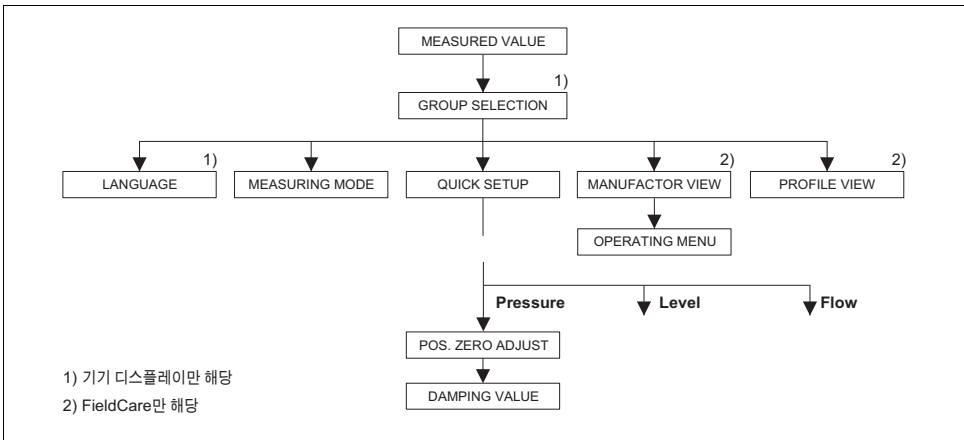 MEASURED VALUE
1)
GROUP SELECTION
1)
2)
2)
LANGUAGE
MEASURING MODE
QUICK SETUP
MANUFACTOR VIEW
PROFILE VIEW
OPERATING MENU
Pressure
Level
Flow
POS. ZERO ADJUST
DAMPING VALUE
1) 기기 디스플레이만 해당
2) FieldCare만 해당